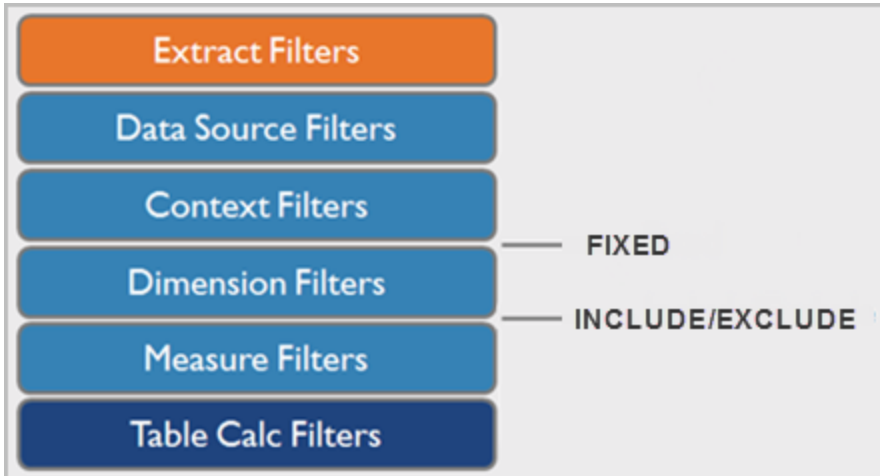 Extract Filters
Data Source Filters
Context Filters
FIXED
Dimension Filters
INCLUDE/EXCLUDE
Measure Filters
Table Calc Filters